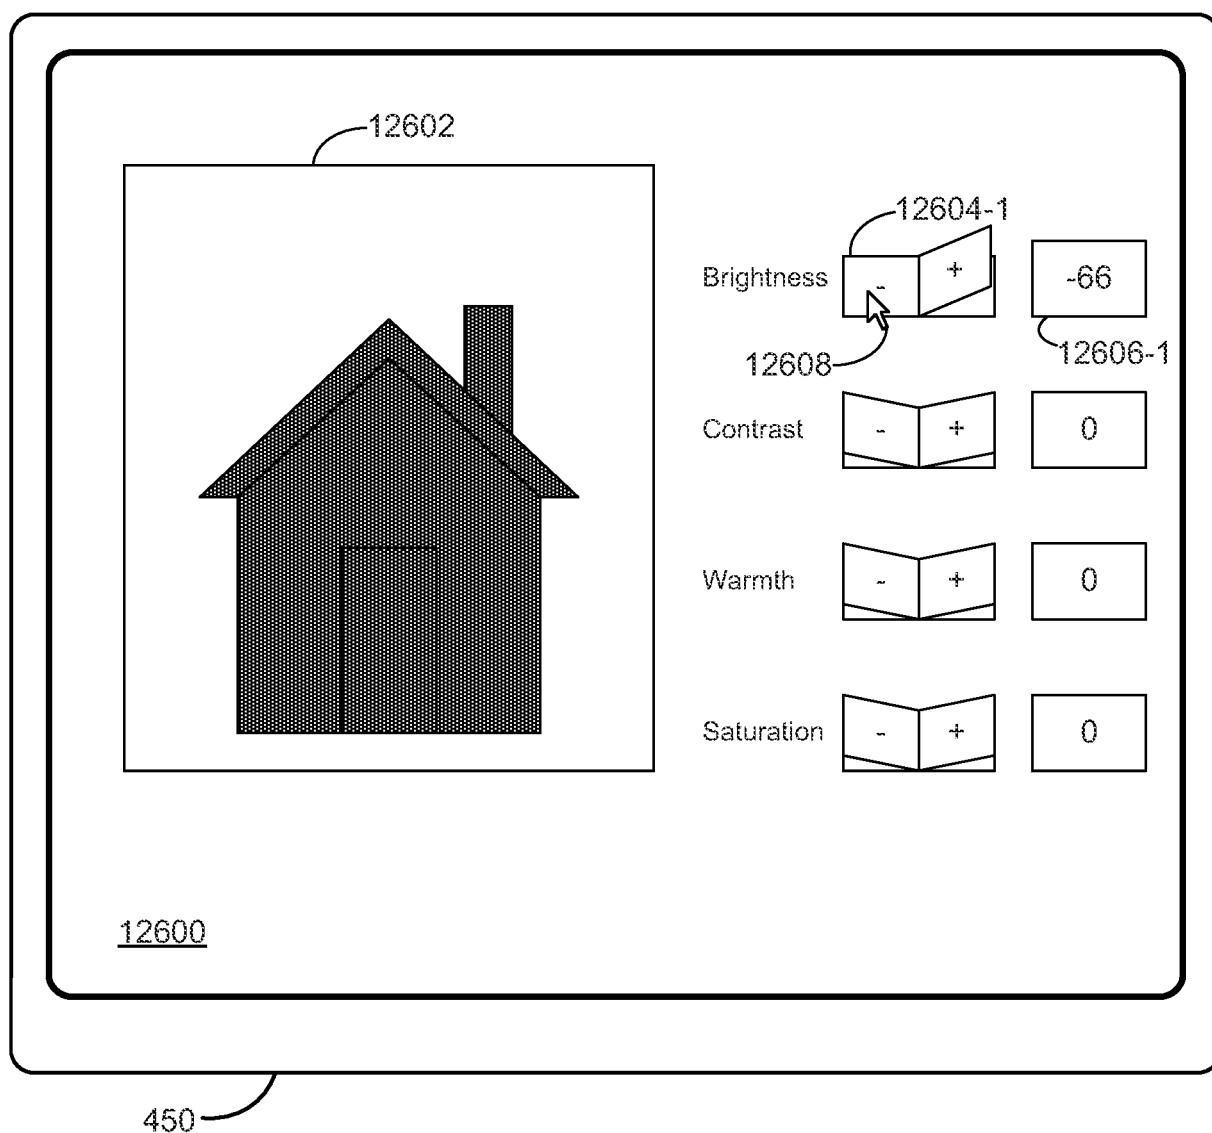 12602
12604-1
Brightness - + -66
12608 12606-1
Contrast - + 0
Warmth - + 0
Saturation - + 0
12600
450